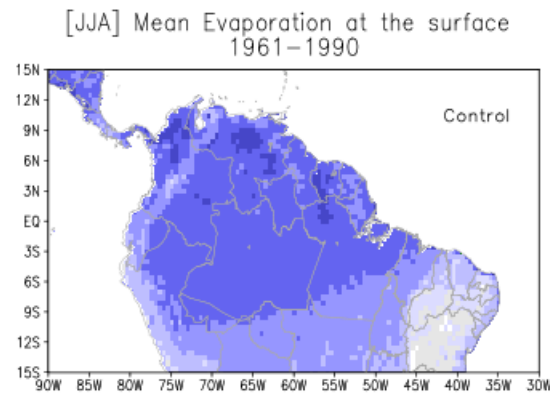 [JJA] Mean Evaporation at the surface
1961-1990
15N
Control
12N
9N
6N
3N
EQ
3S
6S
9S
12S
15S
90W 85W 80W 75W 70W 65W 60W 55W 50W 45W 40W 35W 30W